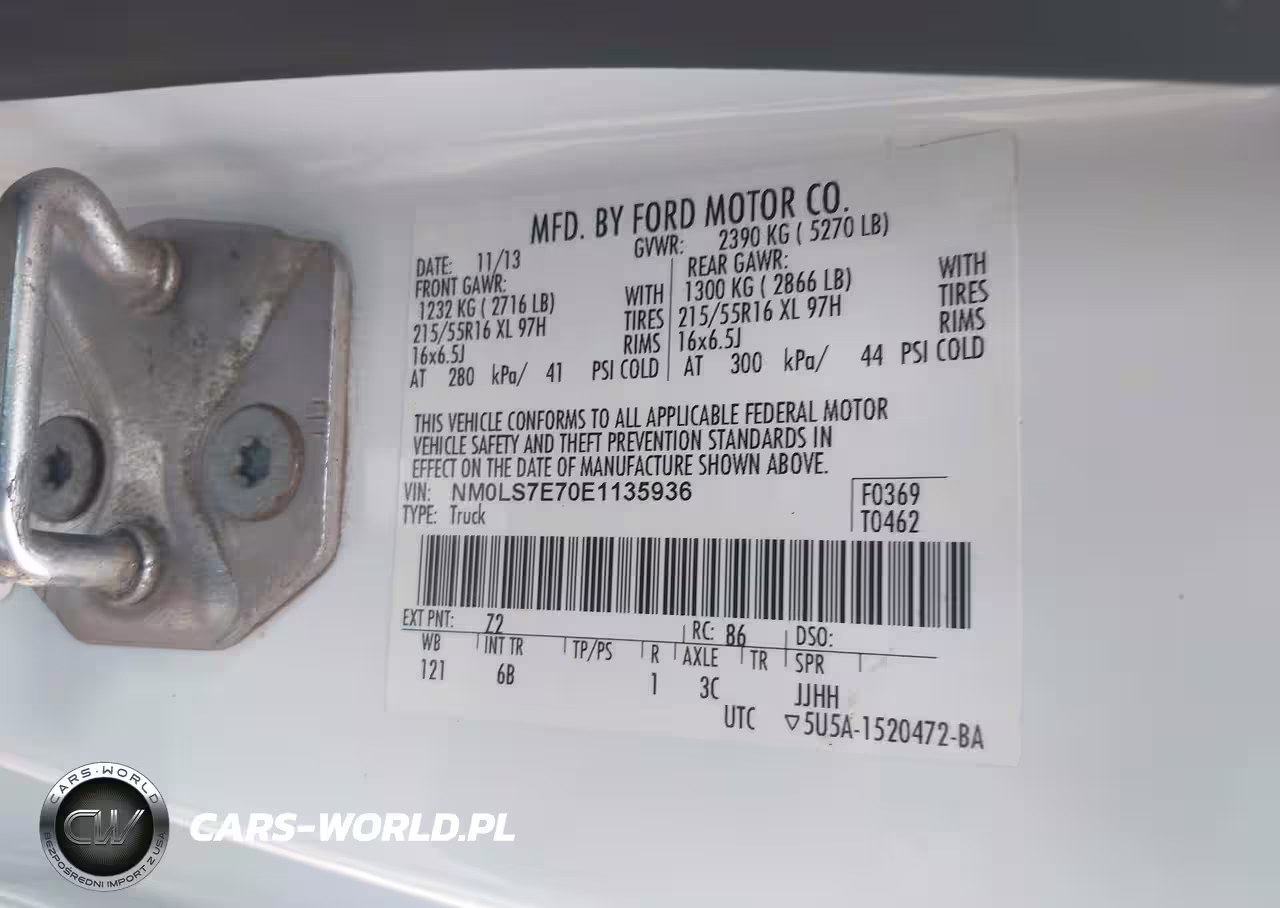 MFD. BY FORD MOTOR CO.
DATE: 11/13 GVWR: 2390 KG ( 5270 LB)
FRONT GAWR: REAR GAWR:
1232 KG ( 2716 LB) WITH 1300 KG ( 2866 LB) WITH
215/55R16 XL 97H TIRES 215/55R16 XL 97H TIRES
16x6.5J RIMS 16x6.5J RIMS
AT 280 kPa/ 41 PSI COLD AT 300 kPa/ 44 PSI COLD
THIS VEHICLE CONFORMS TO ALL APPLICABLE FEDERAL MOTOR
VEHICLE SAFETY AND THEFT PREVENTION STANDARDS IN
EFFECT ON THE DATE OF MANUFACTURE SHOWN ABOVE.
VIN: NM0LS7E70E1135936 F0369
TYPE: Truck T0462
EXT PNT: Z2 RC: 86 DSO:
WB INT TR TP/PS R AXLE TR SPR
121 6B 1 3C JJHH
UTC ▽5U5A-1520472-BA
CARS-WORLD
CW
BEZPOŚREDNI IMPORT Z USA
CARS-WORLD.PL